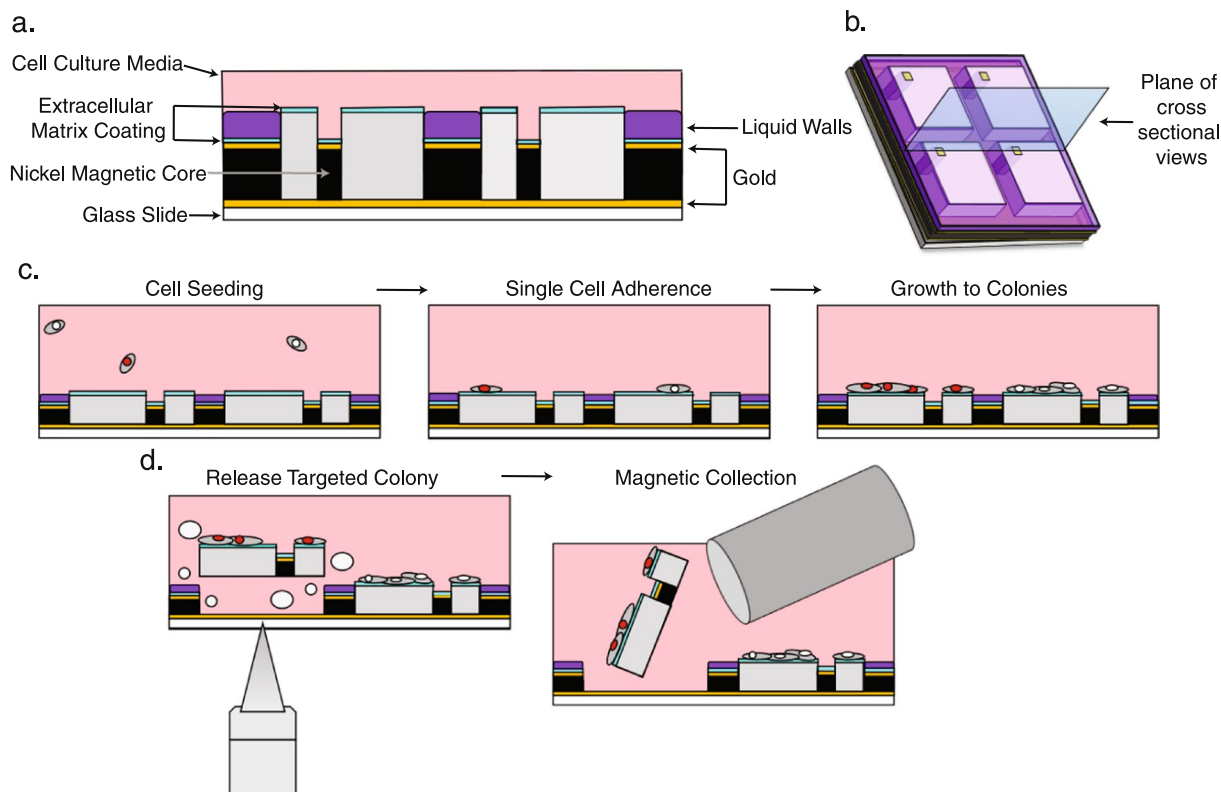 a.
Cell Culture Media
Extracellular
Matrix Coating
Nickel Magnetic Core
Glass Slide
Liquid Walls
Gold
b.
Plane of
cross
sectional
views
c.
Cell Seeding
Single Cell Adherence
Growth to Colonies
d.
Release Targeted Colony
Magnetic Collection